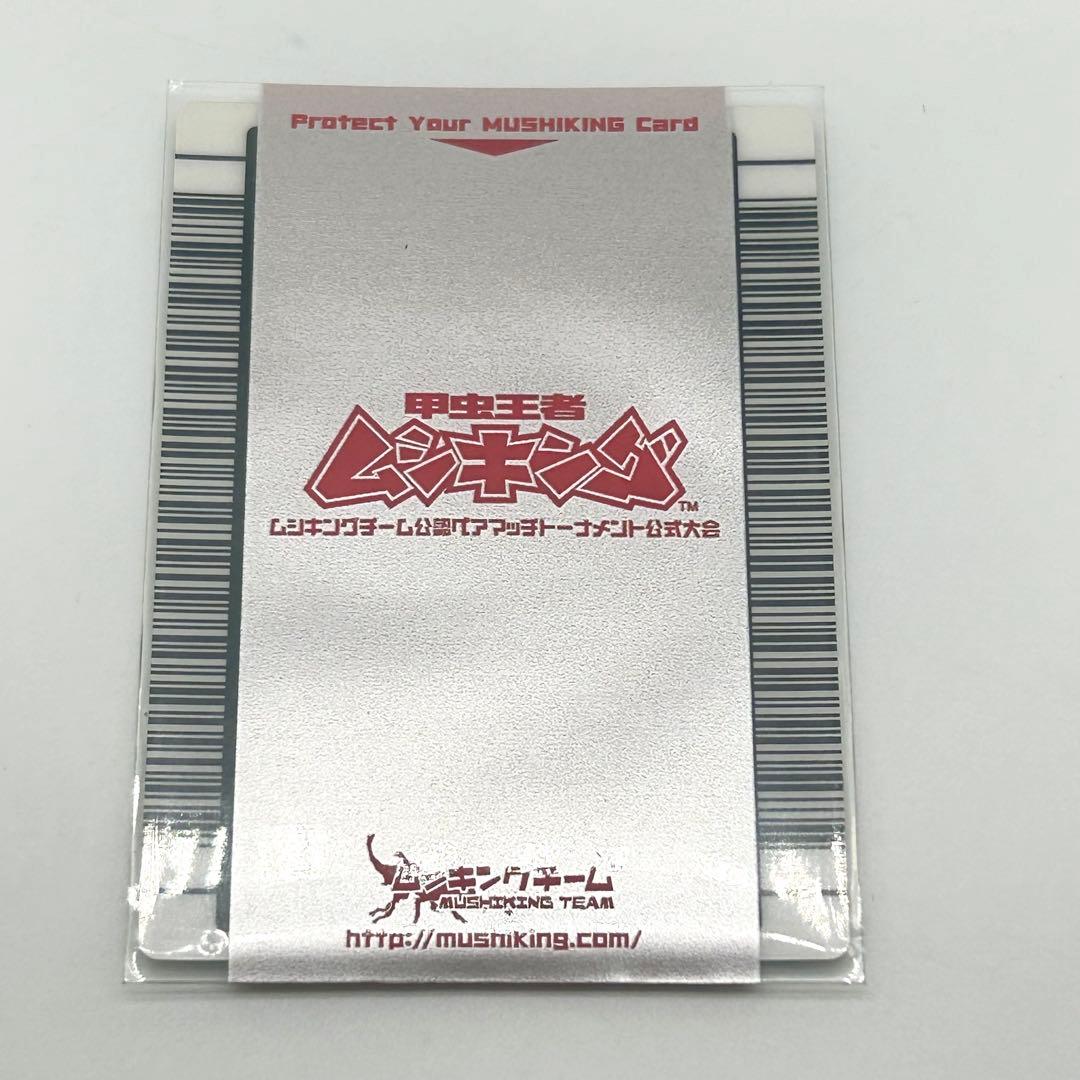 Protect Your MUSHIKING Card
甲虫王者
ムシキング
TM
ムシキングチーム公認ペアマッチトーナメント公式大会
ムシキングチーム
MUSHIKING TEAM
http://mushiking.com/